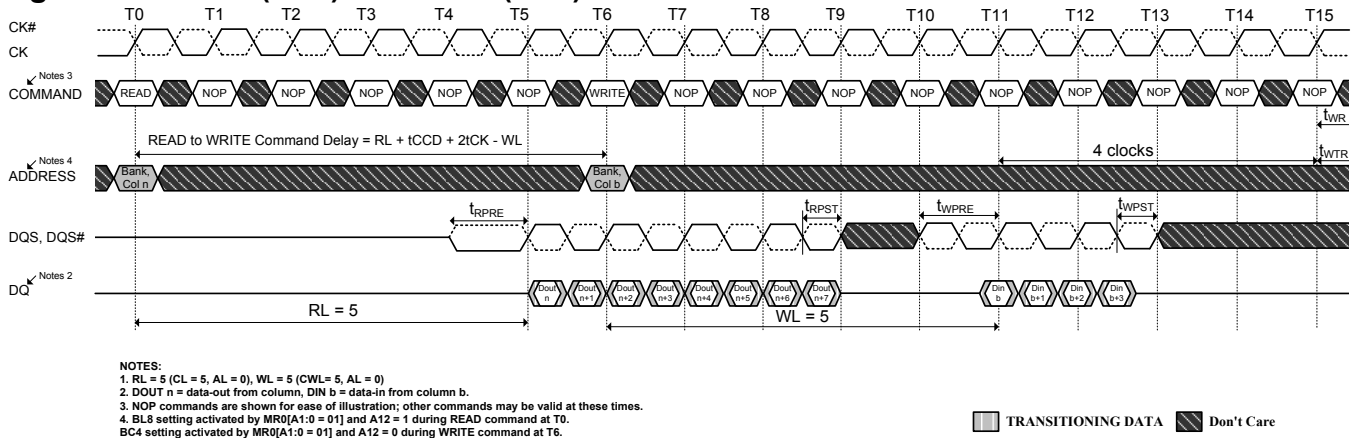 T0 T1 T2 T3 T4 T5 T6 T7 T8 T9 T10 T11 T12 T13 T14 T15
CK#
CK
Notes 3
COMMAND READ NOP NOP NOP NOP NOP WRITE NOP NOP NOP NOP NOP NOP NOP NOP NOP
tWR
READ to WRITE Command Delay = RL + tCCD + 2tCK - WL
4 clocks
tWTR
Notes 4
ADDRESS
Bank, Col n
Bank, Col b
tRPRE tRPST tWPRE tWPST
DQS, DQS#
Notes 2
DQ
Dout n Dout n+1 Dout n+2 Dout n+3 Dout n+4 Dout n+5 Dout n+6 Dout n+7 Din b Din b+1 Din b+2 Din b+3
RL = 5 WL = 5
NOTES:
1. RL = 5 (CL = 5, AL = 0), WL = 5 (CWL= 5, AL = 0)
2. DOUT n = data-out from column, DIN b = data-in from column b.
3. NOP commands are shown for ease of illustration; other commands may be valid at these times.
4. BL8 setting activated by MR0[A1:0 = 01] and A12 = 1 during READ command at T0.
BC4 setting activated by MR0[A1:0 = 01] and A12 = 0 during WRITE command at T6.
TRANSITIONING DATA Don't Care